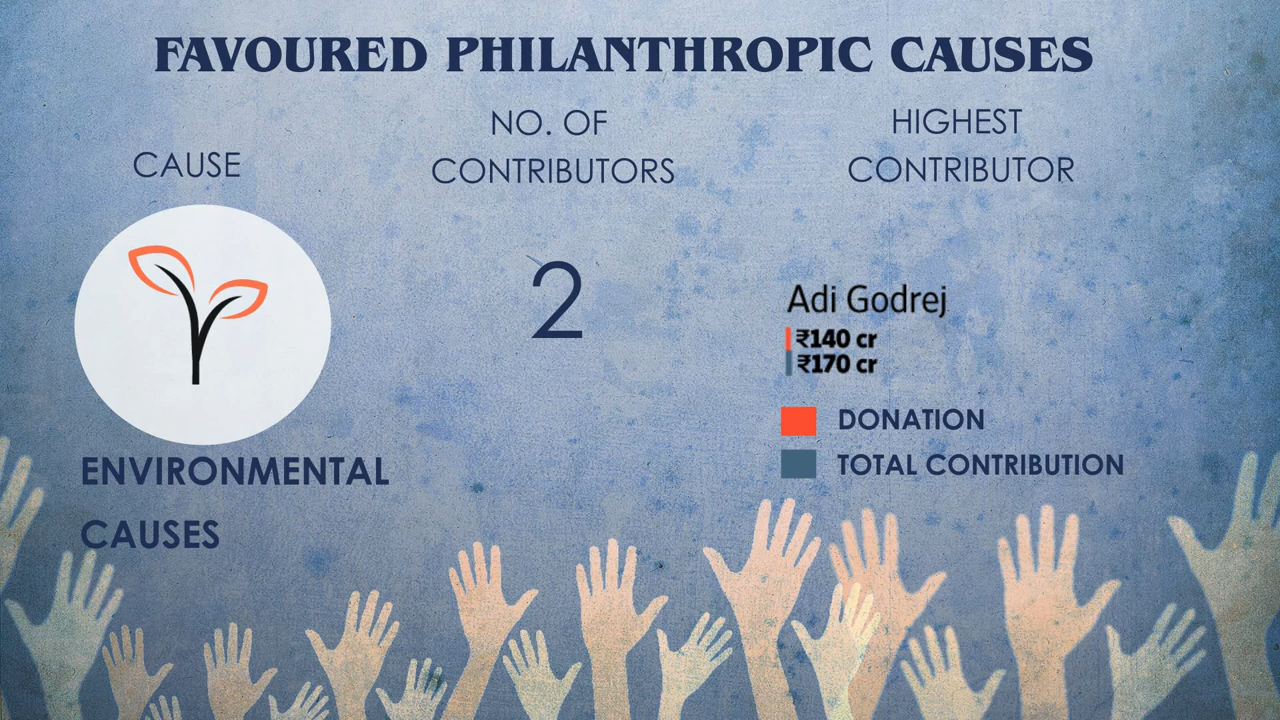 FAVOURED PHILANTHROPIC CAUSES
CAUSE
NO. OF
CONTRIBUTORS
HIGHEST
CONTRIBUTOR
ENVIRONMENTAL
CAUSES
2
Adi Godrej
₹140 cr
₹170 cr
DONATION
TOTAL CONTRIBUTION